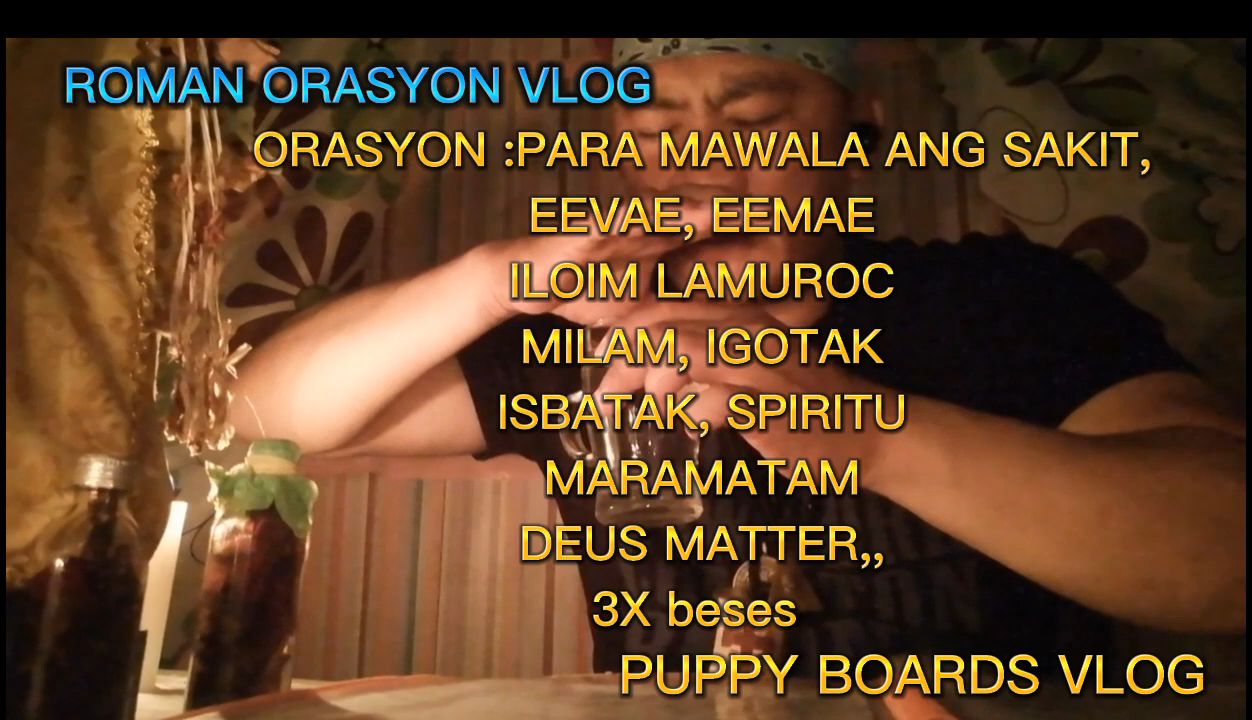 ROMAN ORASYON VLOG
ORASYON :PARA MAWALA ANG SAKIT,
EEVAE, EEMAE
ILOIM LAMUROC
MILAM, IGOTAK
ISBATAK, SPIRITU
MARAMATAM
DEUS MATTER,,
3X beses
PUPPY BOARDS VLOG